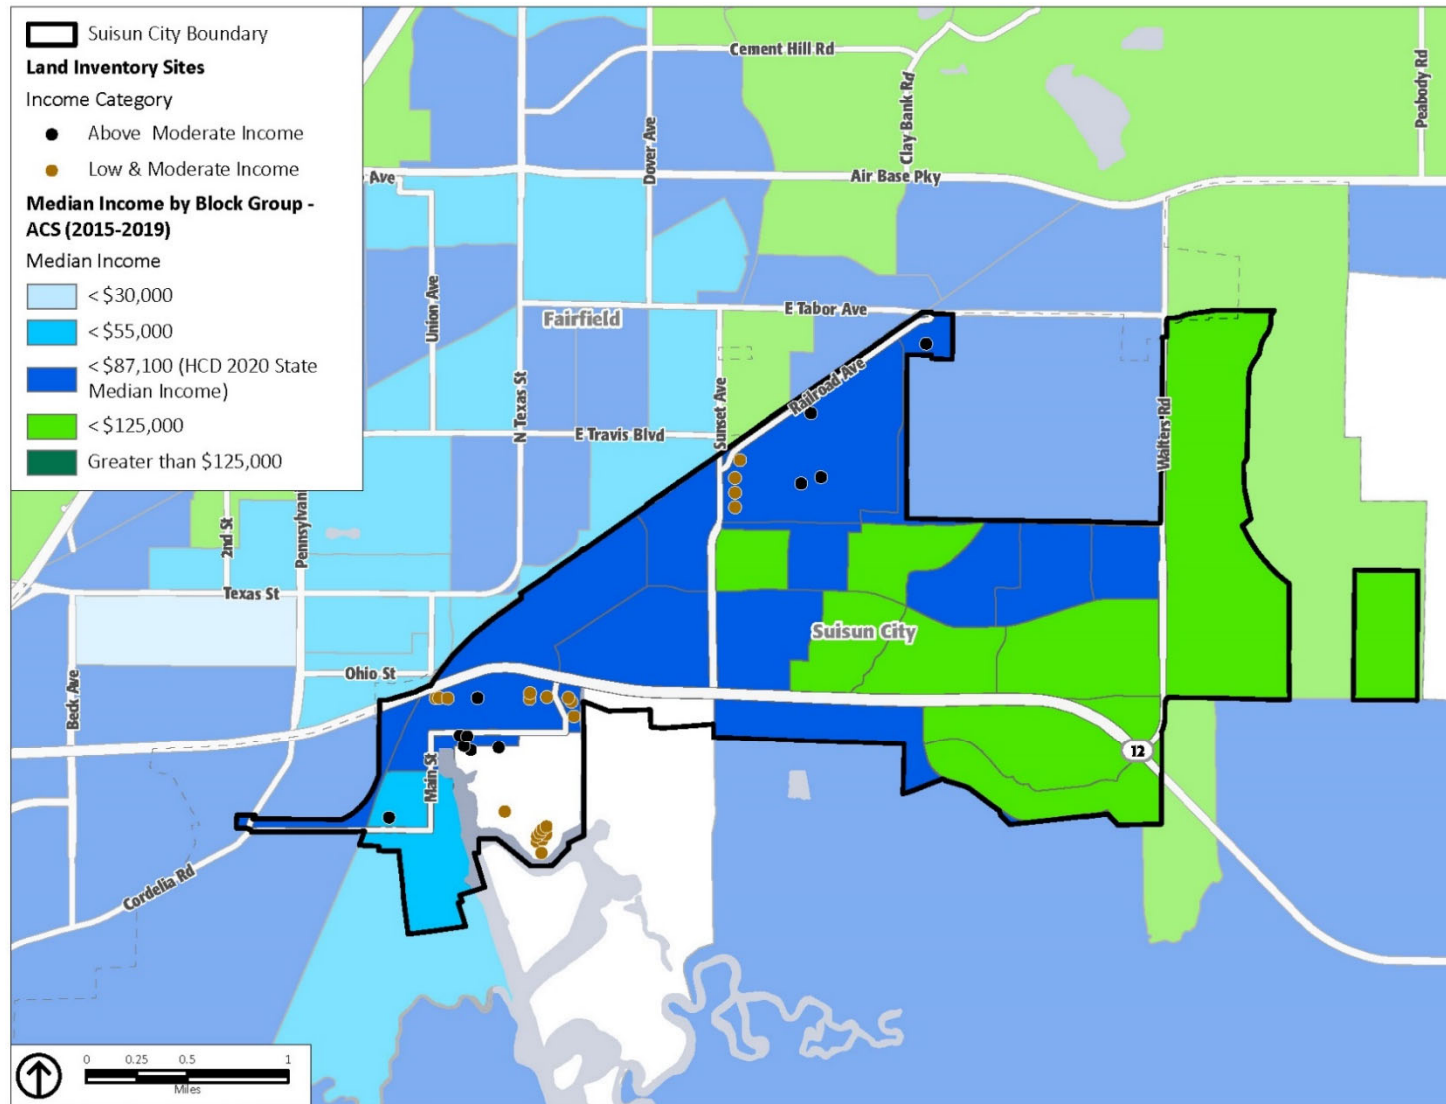 Suisun City Boundary
Land Inventory Sites
Income Category
Above Moderate Income
Low & Moderate Income
Median Income by Block Group -
ACS (2015-2019)
Median Income
< $30,000
< $55,000
< $87,100 (HCD 2020 State
Median Income)
< $125,000
Greater than $125,000
Cement Hill Rd
Clay Bank Rd
Peabody Rd
Dover Ave
Ave
Air Base Pky
Union Ave
N Texas St
Fairfield
E Tabor Ave
Railroad Ave
Sunset Ave
E Travis Blvd
Walters Rd
2nd St
Pennsylvan
Texas St
Suisun City
Ohio St
Beck Ave
Main St
12
Cordelia Rd
0 0.25 0.5 1
Miles